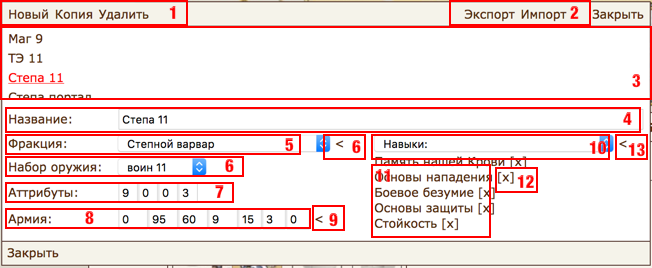 Новый Копия Удалить 1 Экспорт Импорт 2 Закрыть
Маг 9
ТЭ 11
Степа 11
3
Степа портал
Название: Степа 11 4
Фракция: Степной варвар 5 < 6 Навыки: 10 < 13
Набор оружия: воин 11 6
Память нашей Крови [x]
11
Основы нападения [x] 12
Аттрибуты: 9 0 0 3 7
Боевое безумие [x]
Армия: 8 0 95 60 9 15 3 0 < 9
Основы защиты [x]
Стойкость [x]
Закрыть